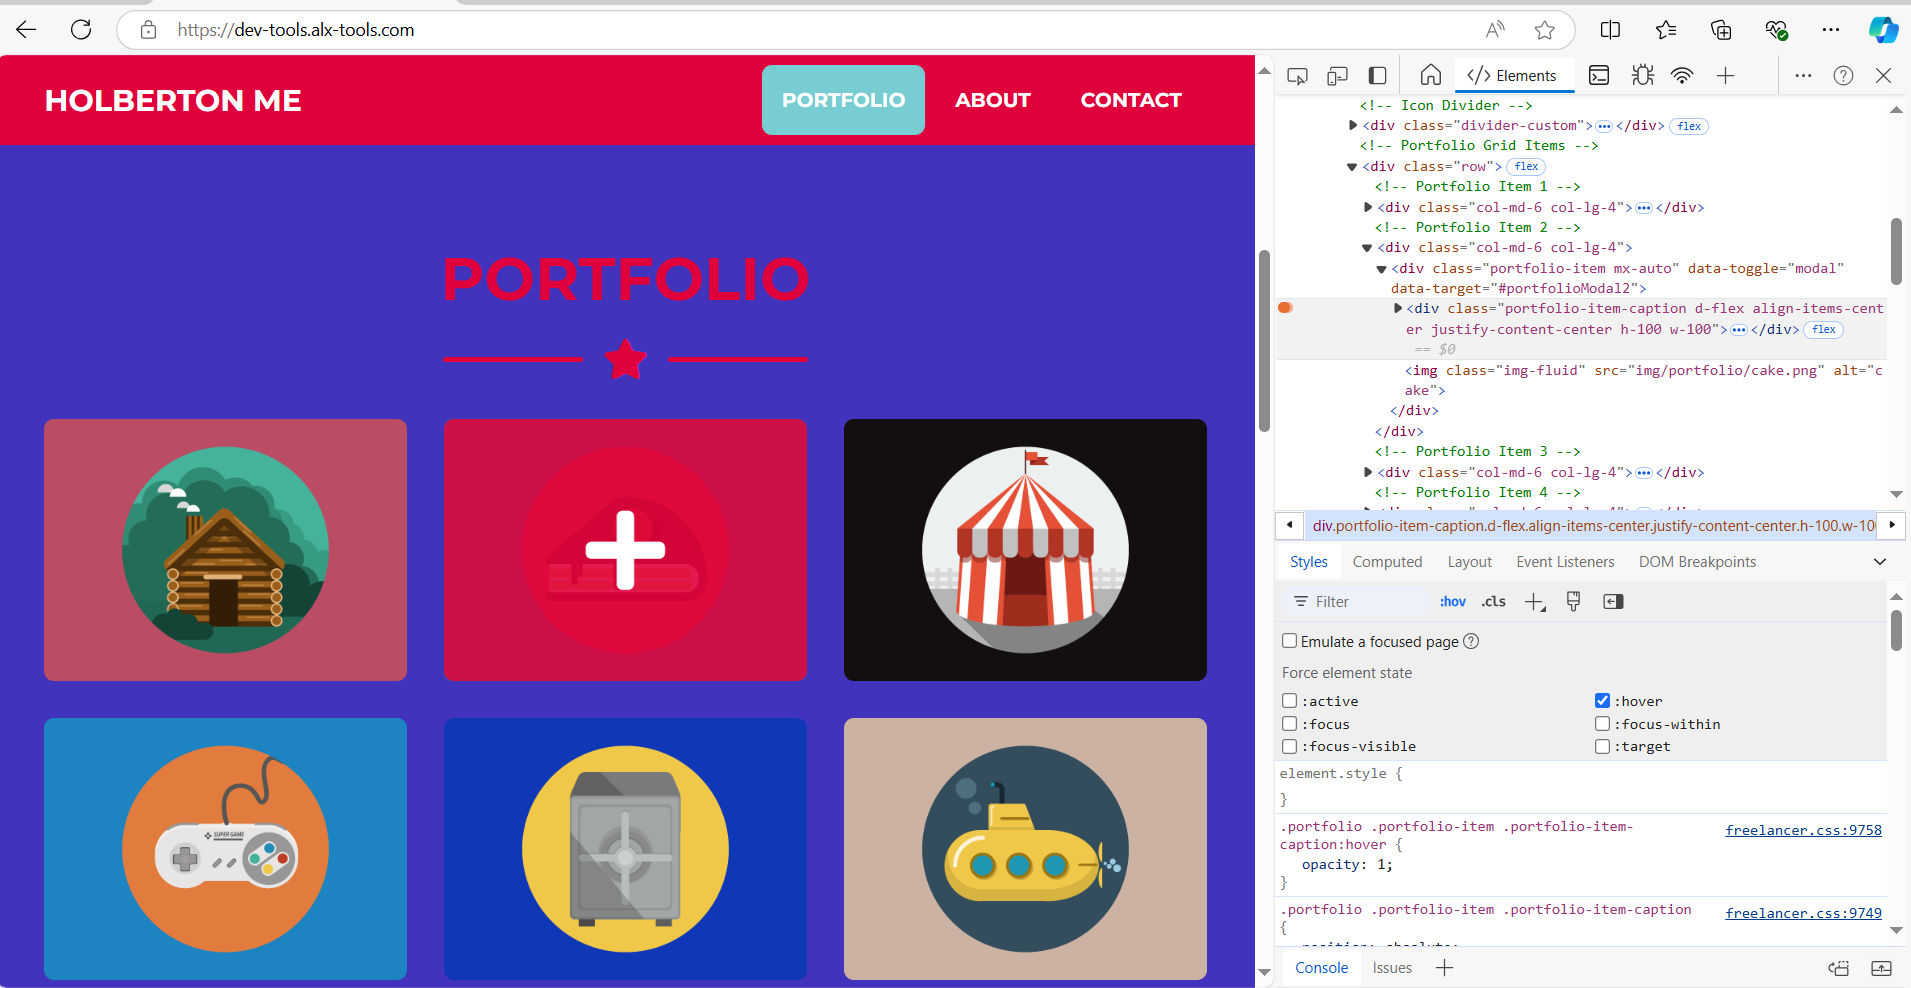 https://dev-tools.alx-tools.com
HOLBERTON ME
PORTFOLIO
ABOUT
CONTACT
PORTFOLIO
SUPER GAME
Elements
<!-- Icon Divider -->
<div class="divider-custom"> ••• </div> flex
<!-- Portfolio Grid Items -->
<div class="row"> flex
<!-- Portfolio Item 1 -->
<div class="col-md-6 col-lg-4"> ••• </div>
<!-- Portfolio Item 2 -->
<div class="col-md-6 col-lg-4">
<div class="portfolio-item mx-auto" data-toggle="modal"
data-target="#portfolioModal2">
<div class="portfolio-item-caption d-flex align-items-cent
er justify-content-center h-100 w-100"> ••• </div> flex
== $0
<img class="img-fluid" src="img/portfolio/cake.png" alt="c
ake">
</div>
</div>
<!-- Portfolio Item 3 -->
<div class="col-md-6 col-lg-4"> ••• </div>
<!-- Portfolio Item 4 -->
div.portfolio-item-caption.d-flex.align-items-center.justify-content-center.h-100.w-10
Styles
Computed
Layout
Event Listeners
DOM Breakpoints
Filter
:hov
.cls
Emulate a focused page
Force element state
:active
:hover
:focus
:focus-within
:focus-visible
:target
element.style {
}
.portfolio .portfolio-item .portfolio-item-
caption:hover {
freelancer.css:9758
opacity: 1;
}
.portfolio .portfolio-item .portfolio-item-caption
freelancer.css:9749
{
position: absolute;
Console
Issues